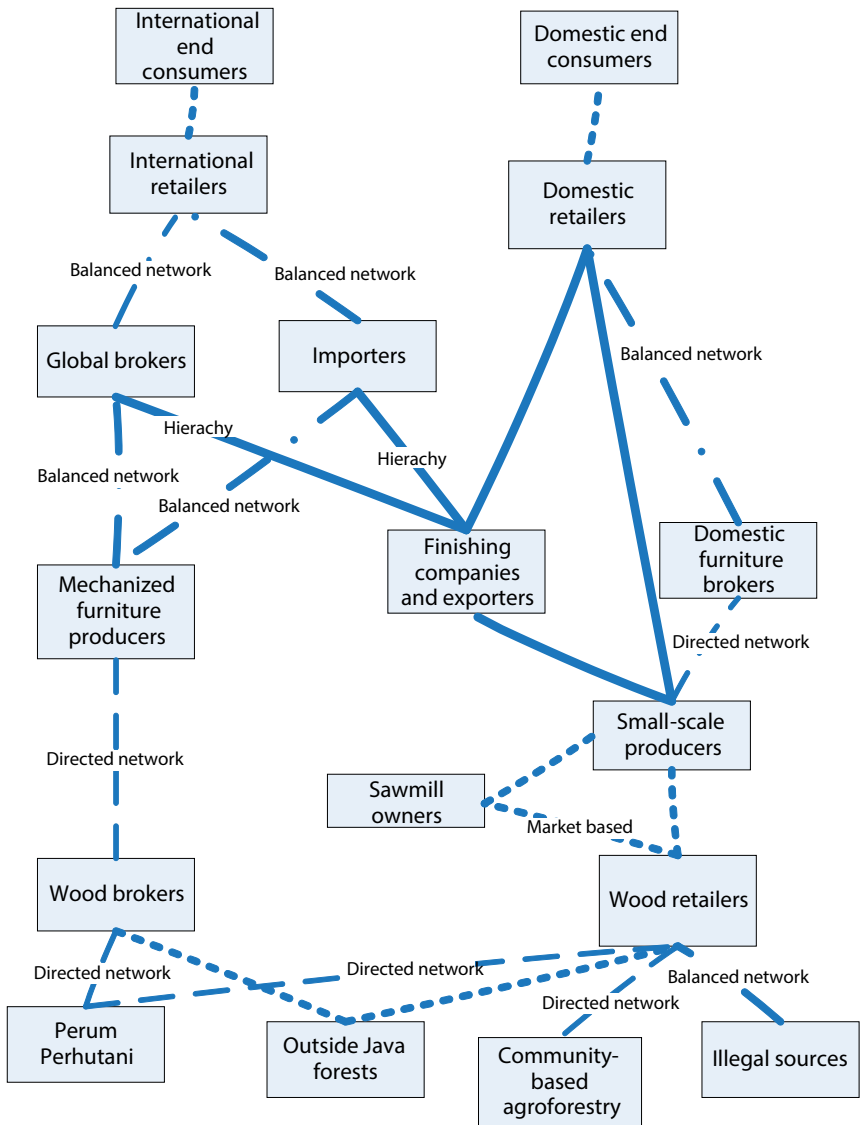 International
end
consumers
Domestic end
consumers
International
retailers
Domestic
retailers
Balanced network
Balanced network
Global brokers
Importers
Balanced network
Hierachy
Hierachy
Balanced network
Balanced network
Finishing
companies
and exporters
Domestic
furniture
brokers
Mechanized
furniture
producers
Directed network
Small-scale
producers
Directed network
Sawmill
owners
Market based
Wood brokers
Wood retailers
Directed network
Directed network
Balanced network
Directed network
Perum
Perhutani
Outside Java
forests
Community-
based
agroforestry
Illegal sources